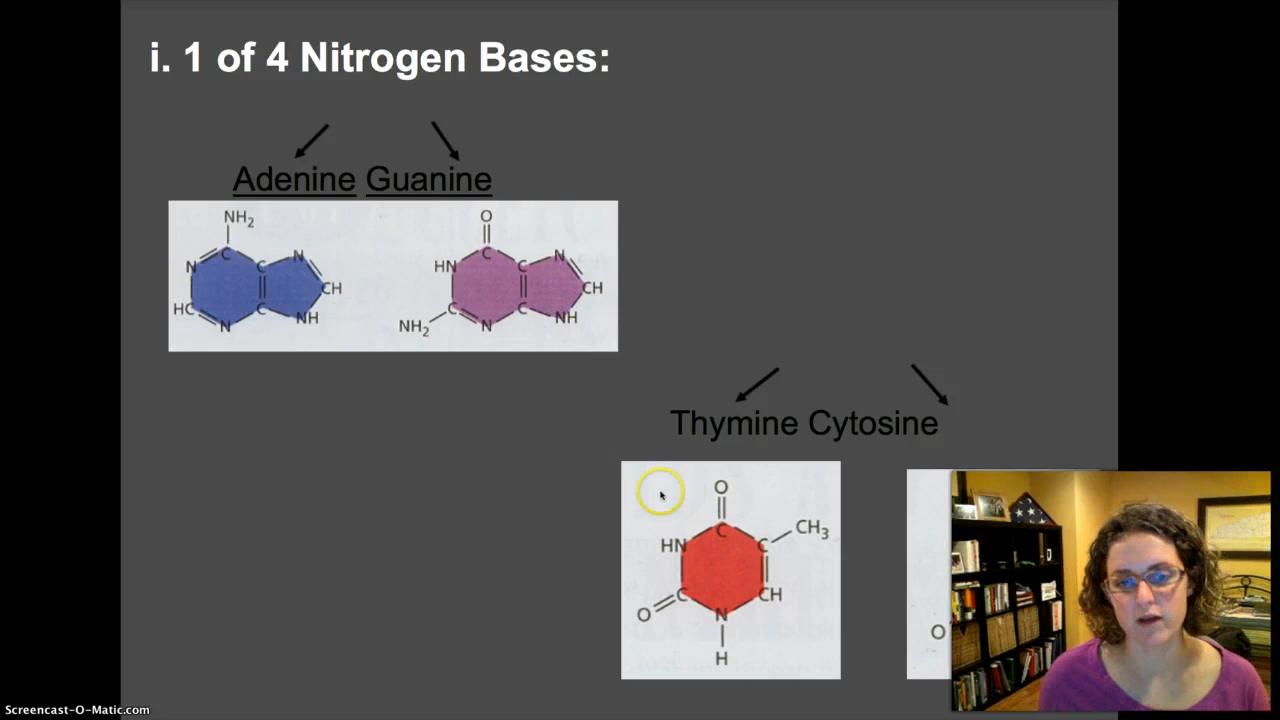 i. 1 of 4 Nitrogen Bases:
Adenine Guanine
NH2
N
C
C
N
CH
HC
N
C
NH
O
HN
C
C
N
CH
NH2
C
N
C
NH
Thymine Cytosine
O
C
HN
C
CH3
O
C
N
CH
H
O
Screencast-O-Matic.com